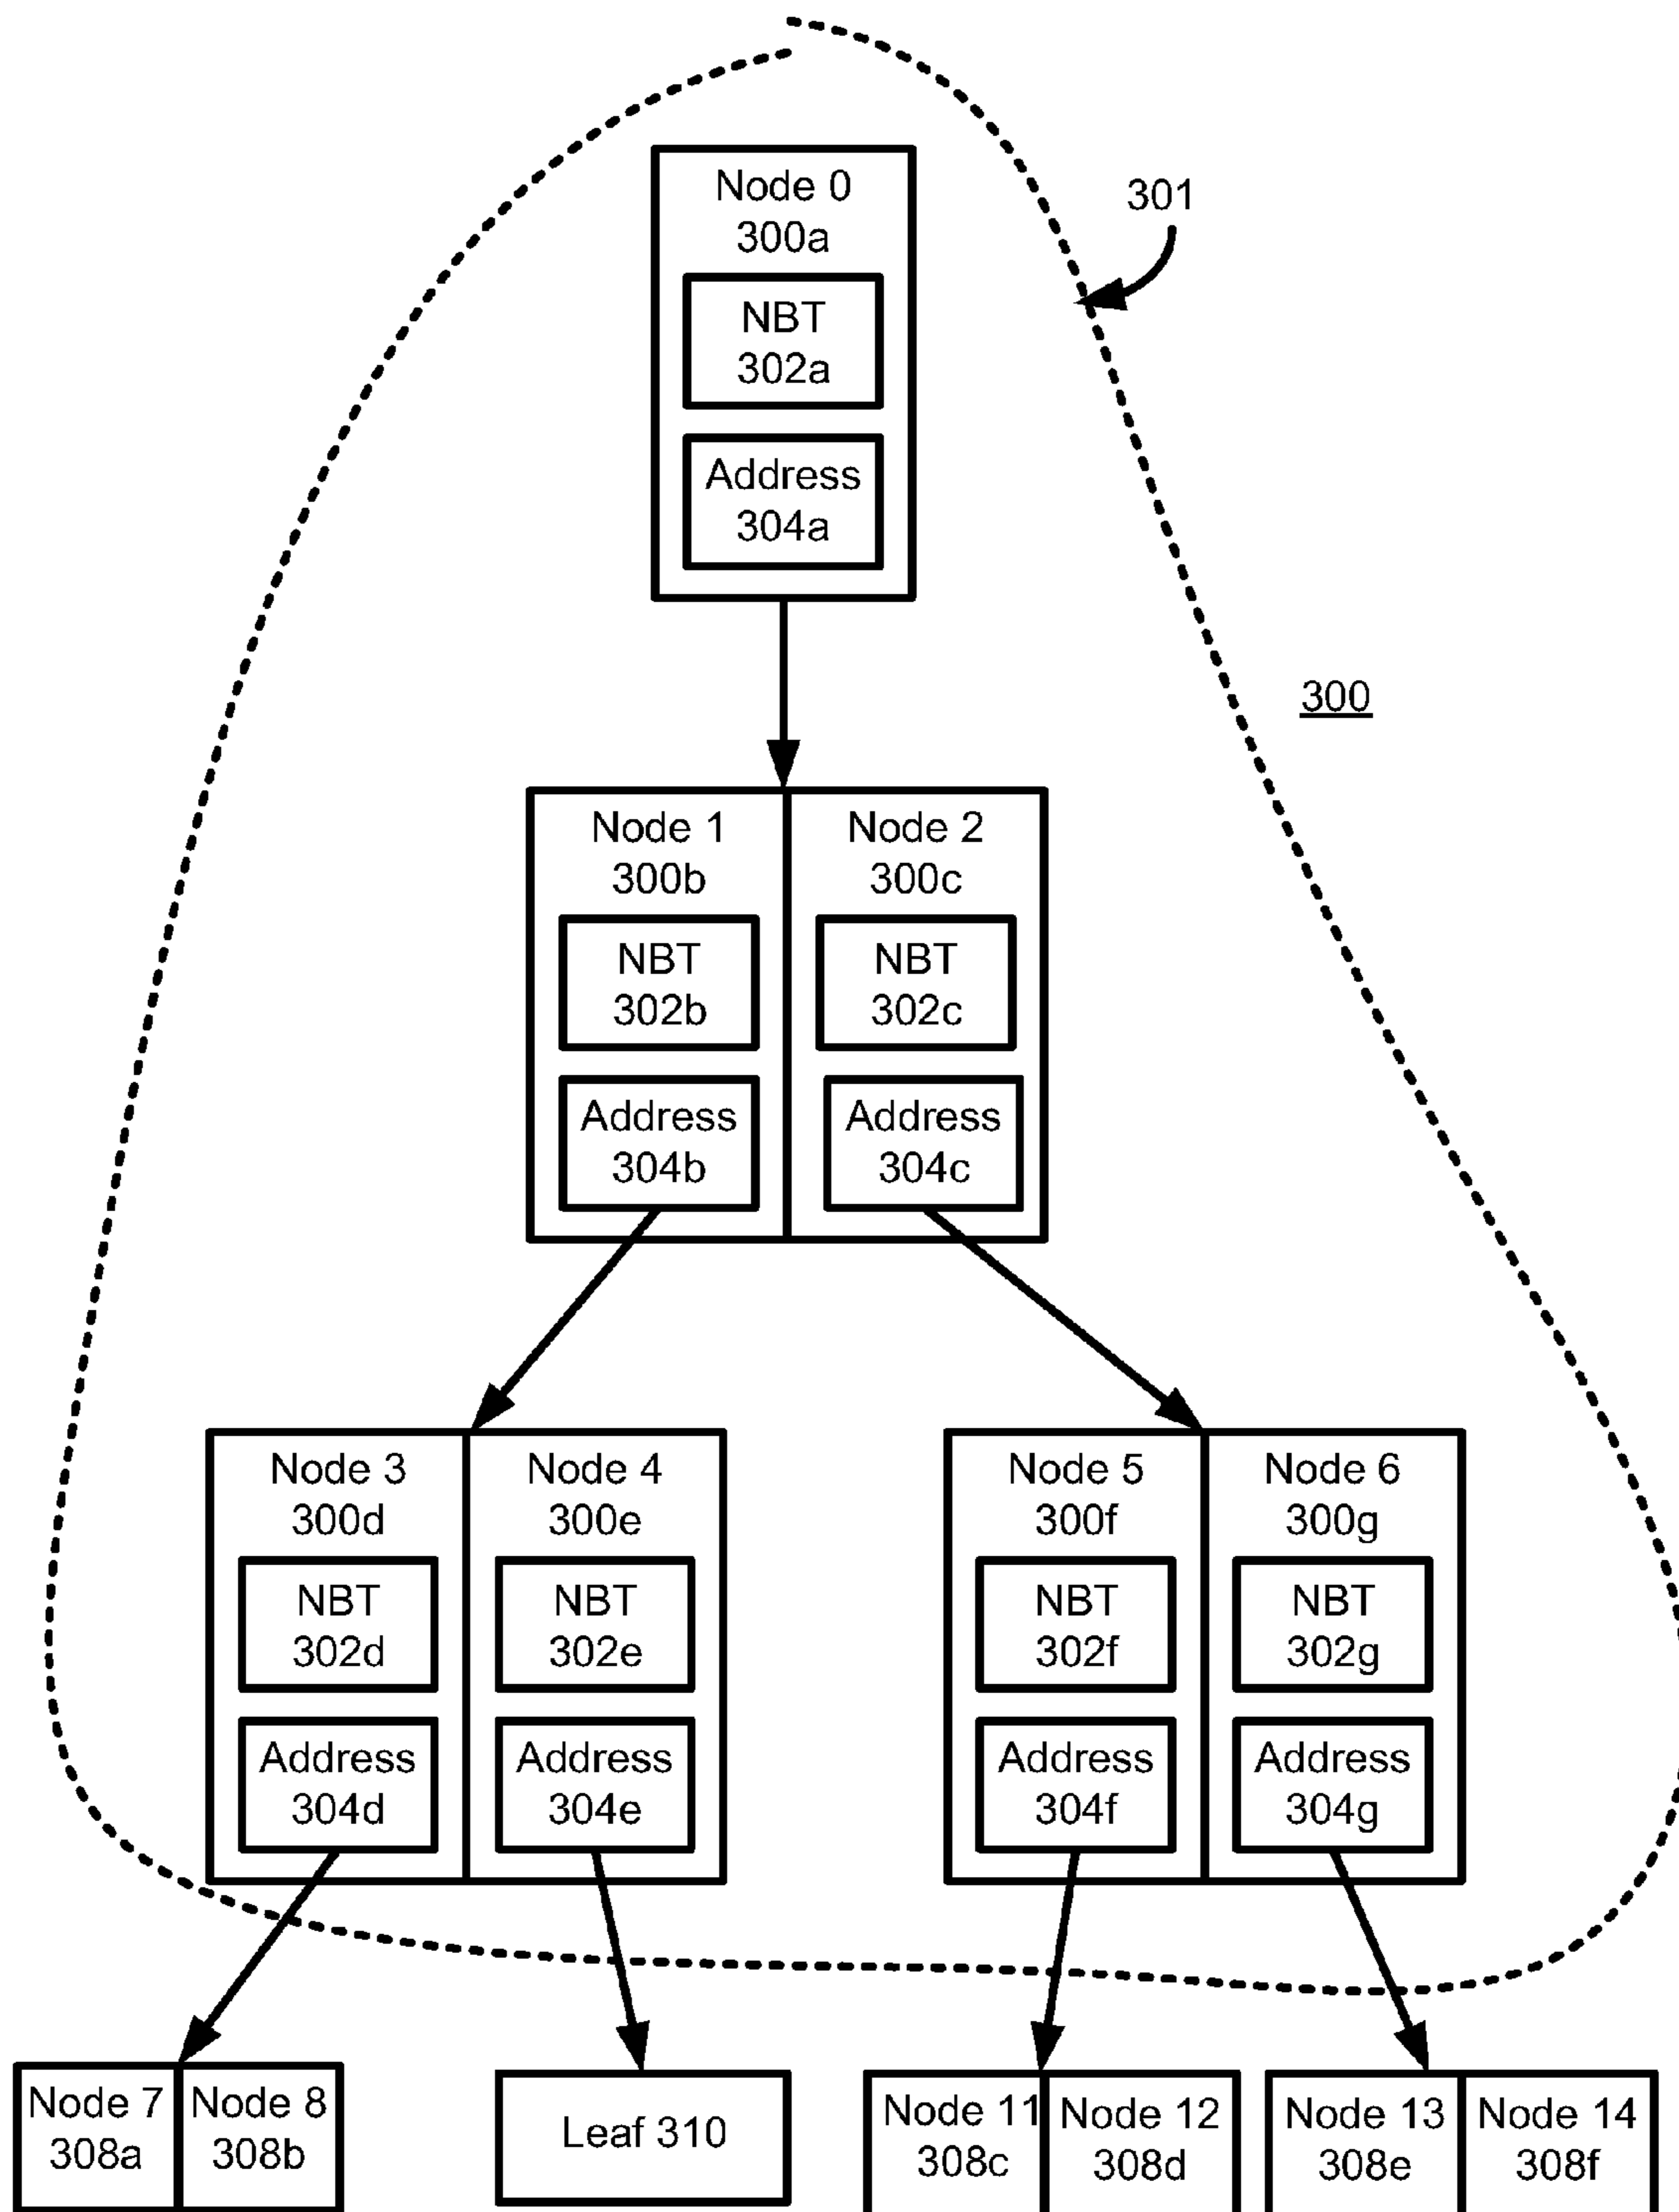 Node 0
300a
NBT
302a
Address
304a
301
300
Node 1
300b
NBT
302b
Address
304b
Node 2
300c
NBT
302c
Address
304c
Node 3
300d
NBT
302d
Address
304d
Node 4
300e
NBT
302e
Address
304e
Node 5
300f
NBT
302f
Address
304f
Node 6
300g
NBT
302g
Address
304g
Node 7
308a
Node 8
308b
Leaf 310
Node 11
308c
Node 12
308d
Node 13
308e
Node 14
308f